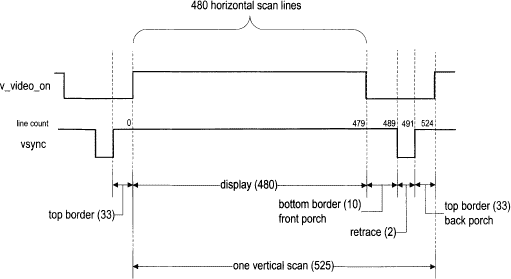 480 horizontal scan lines
v_video_on
line count
0
479
489
491
524
vsync
display (480)
top border (33)
bottom border (10)
front porch
top border (33)
back porch
retrace (2)
one vertical scan (525)